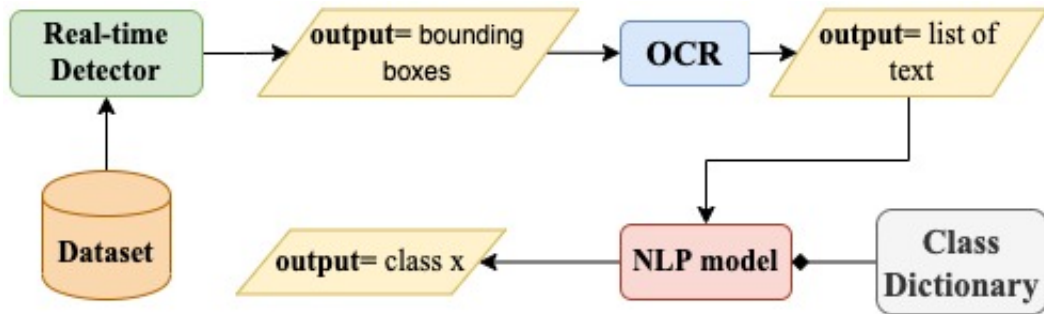 Real-time
Detector
output= bounding
boxes
OCR
output= list of
text
Dataset
output= class x
NLP model
Class
Dictionary